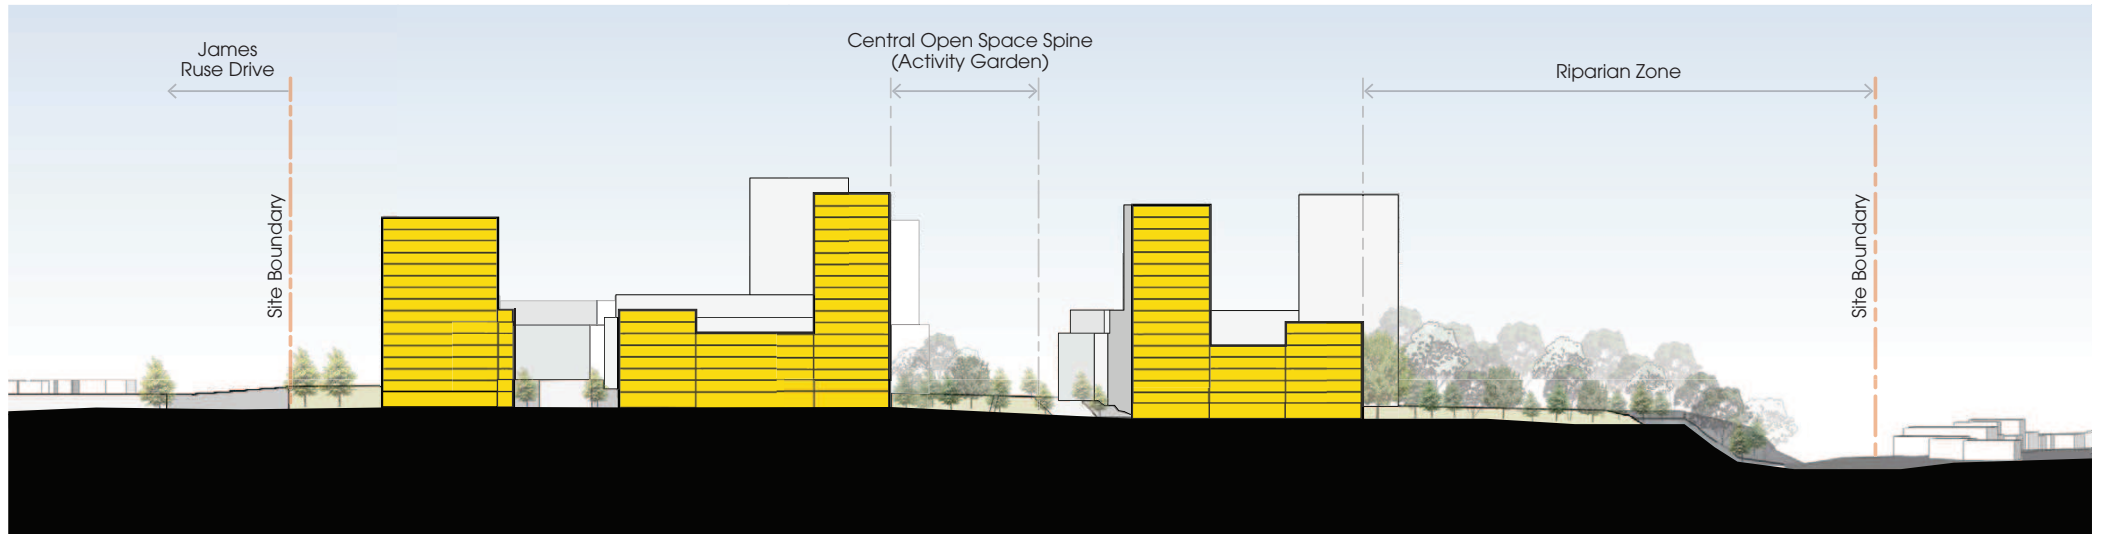 James
Ruse Drive
Central Open Space Spine
(Activity Garden)
Riparian Zone
Site Boundary
Site Boundary